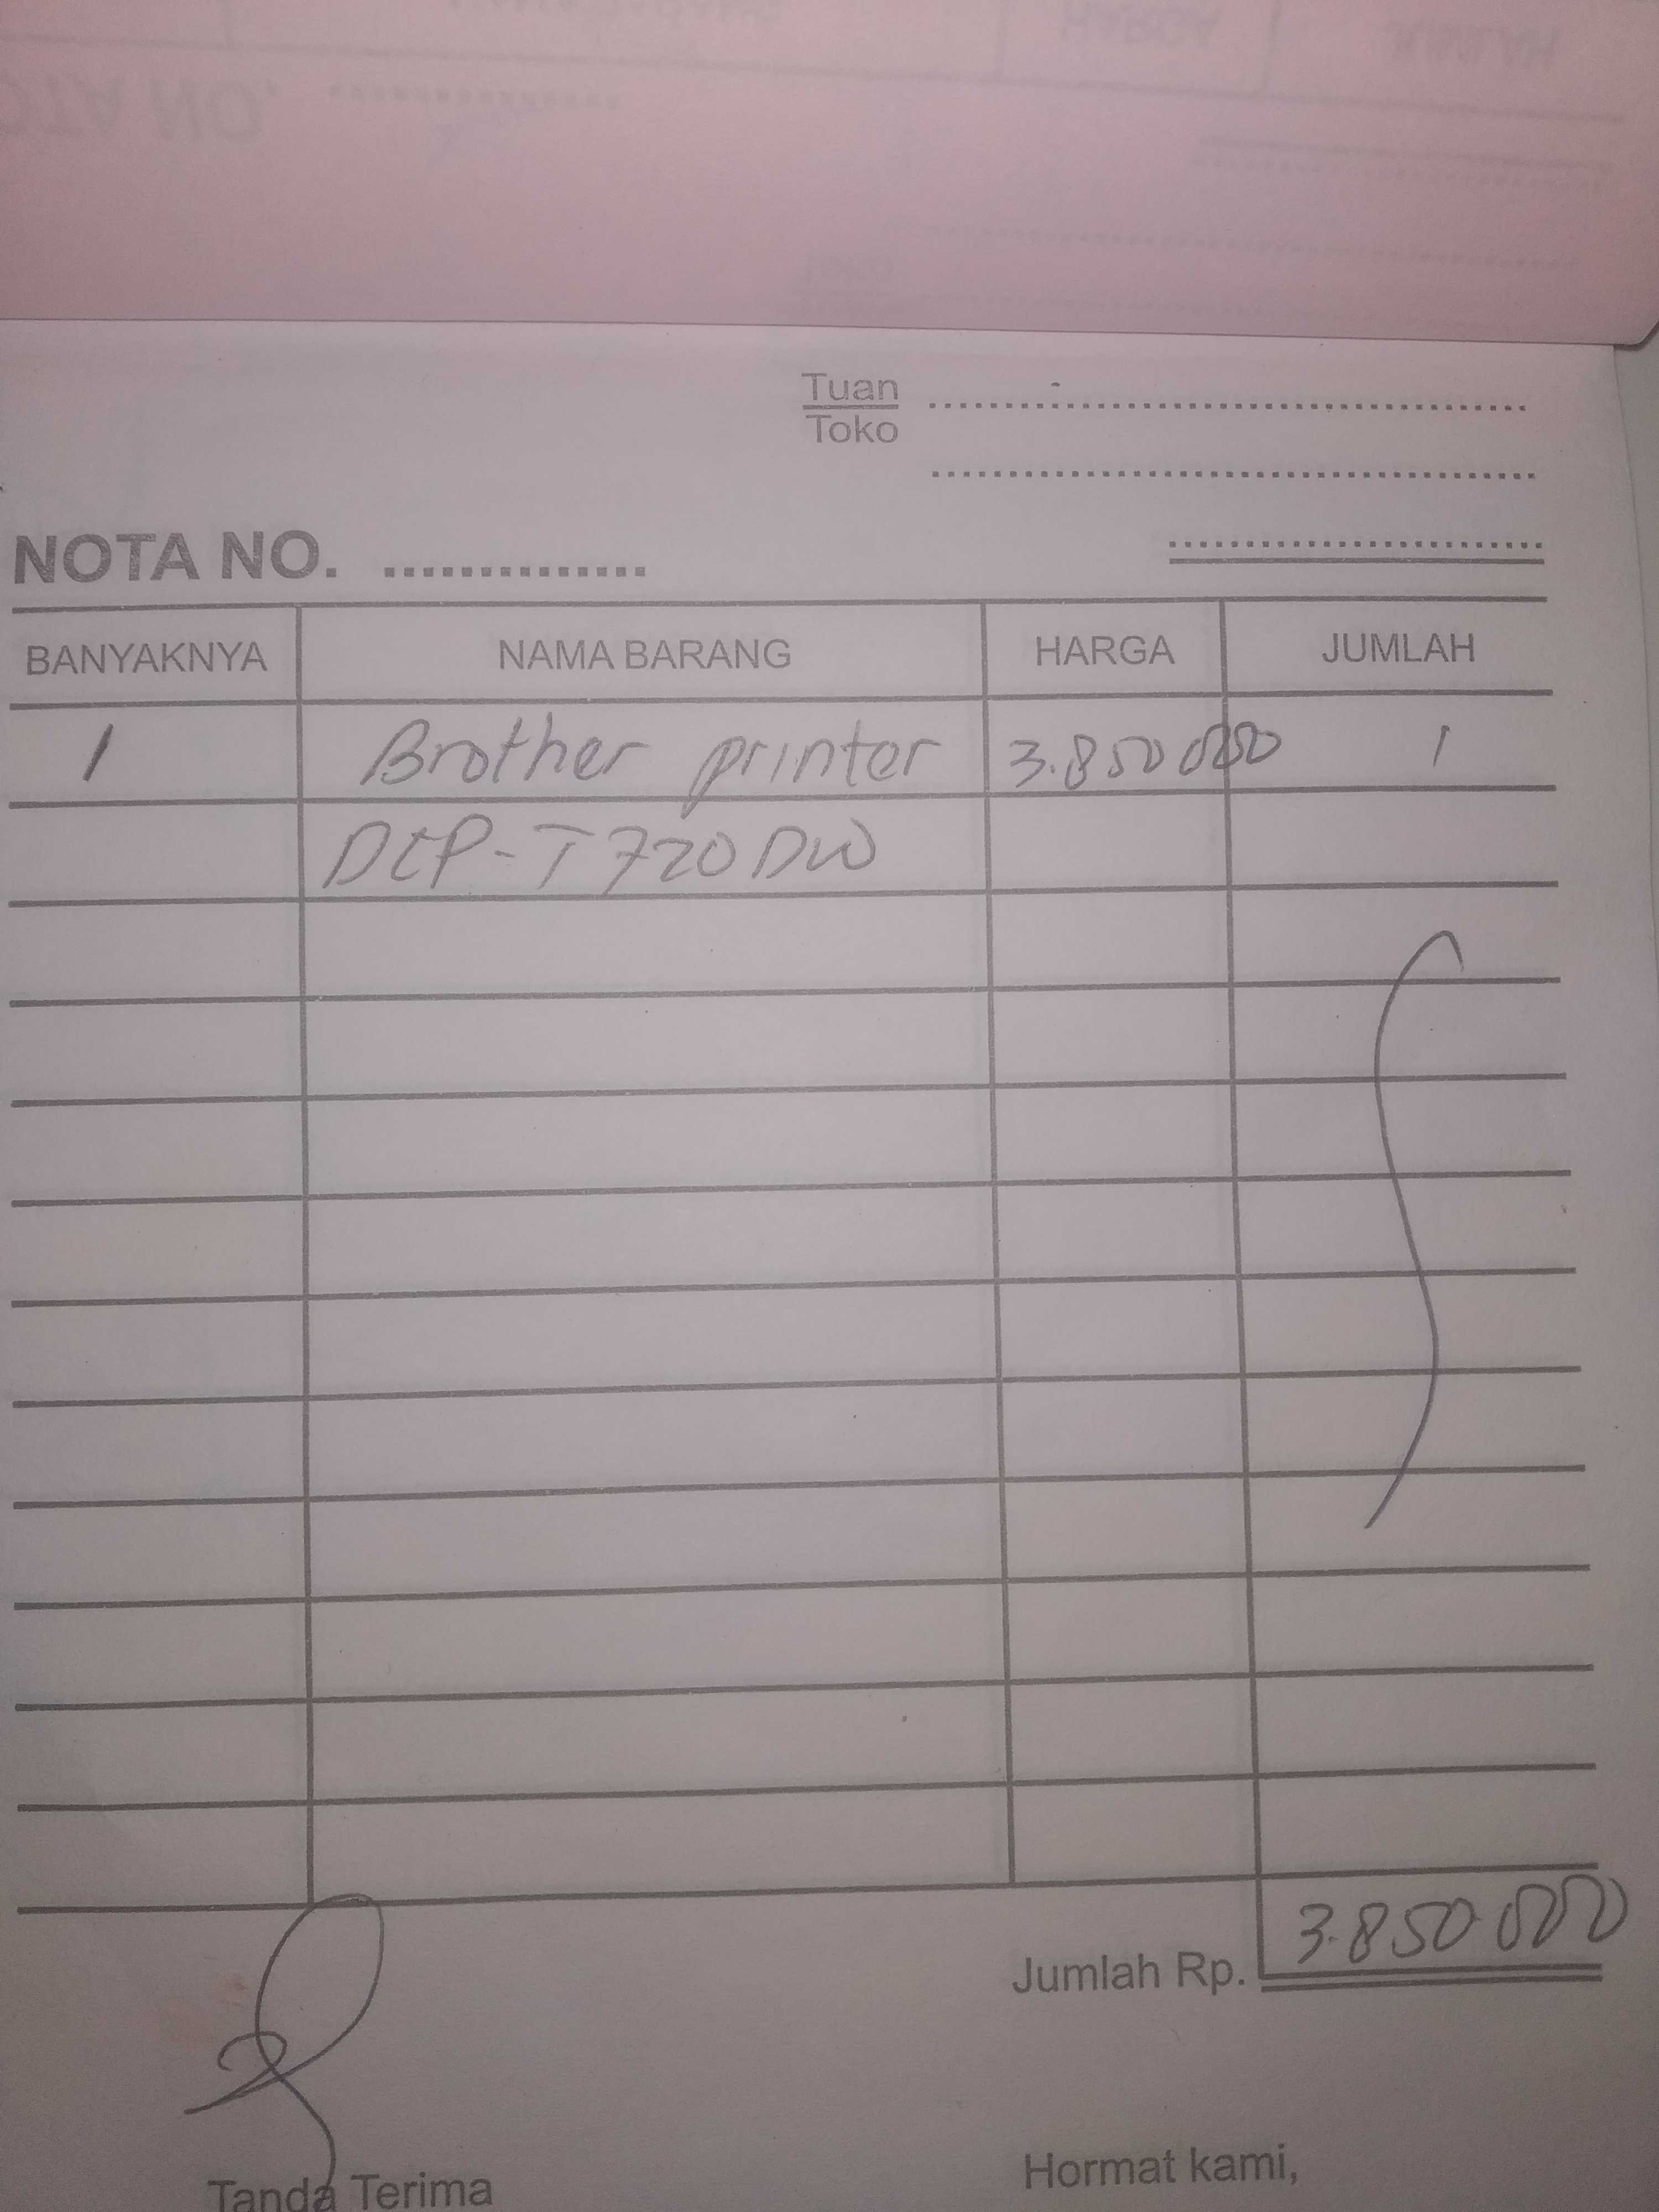 Tuan
Toko
NOTA NO. ..............
BANYAKNYA NAMA BARANG HARGA JUMLAH
1 Brother printer 3.850 000 1
DCP-T720DW
Jumlah Rp. 3.850.000
Tanda Terima Hormat kami,